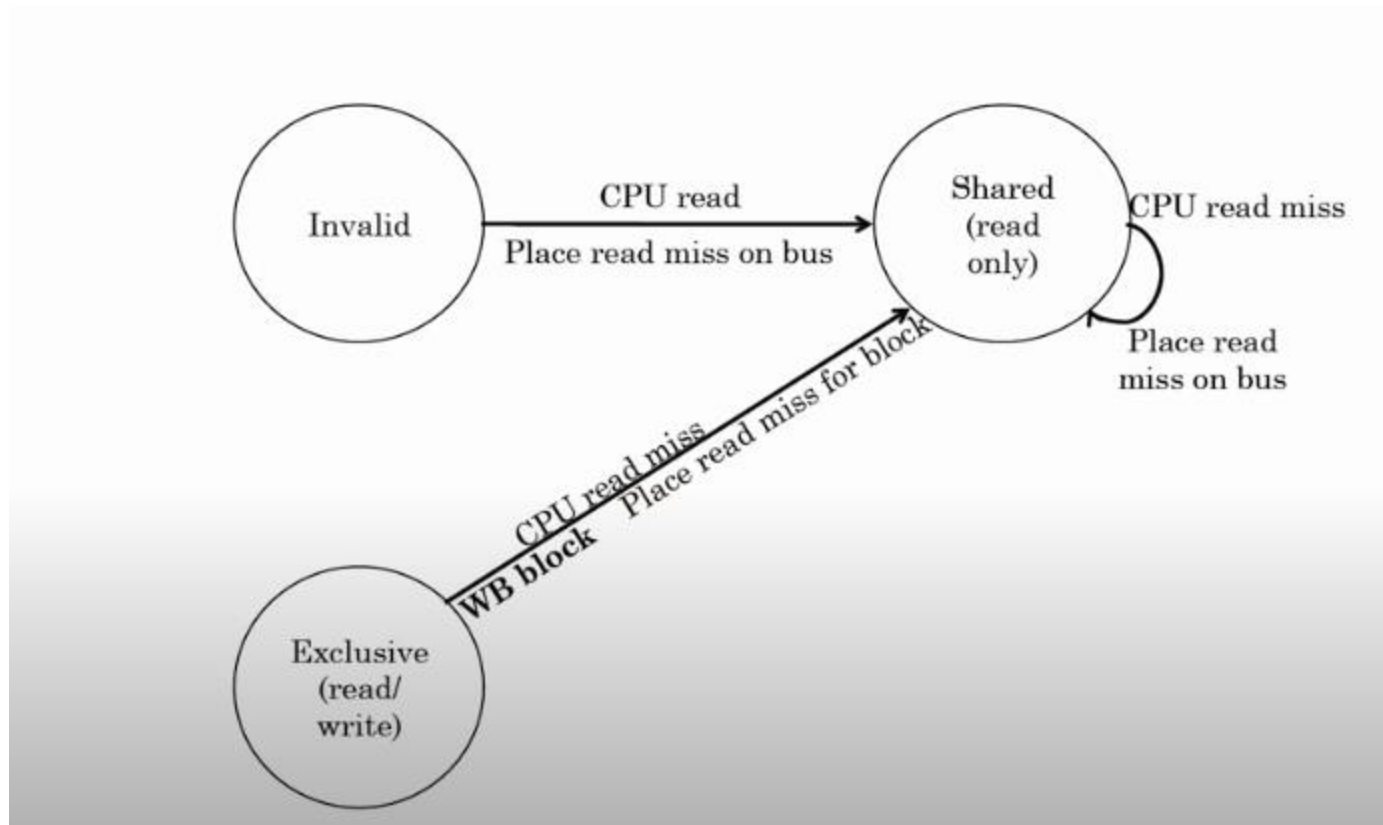 Invalid
CPU read
Place read miss on bus
Shared
(read
only)
CPU read miss
Place read
miss on bus
CPU read miss
WB block
Place read miss for block
Exclusive
(read/
write)